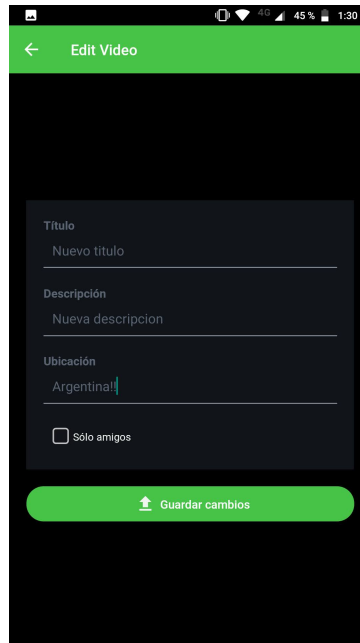 4G 45 % 1:30
Edit Video
Título
Nuevo titulo
Descripción
Nueva descripcion
Ubicación
Argentina!!
Sólo amigos
Guardar cambios